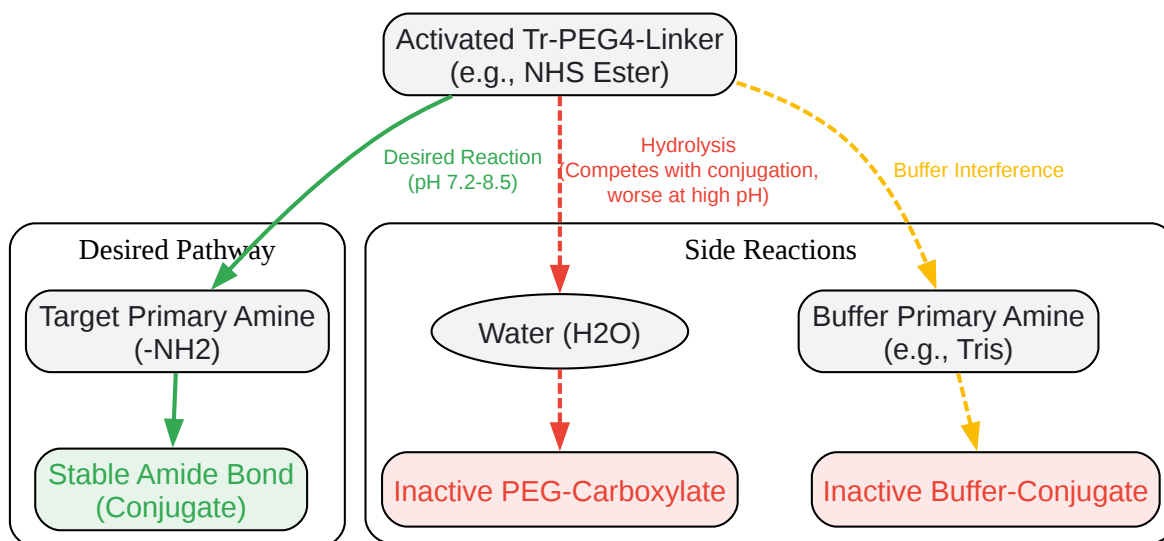 Activated Tr-PEG4-Linker
(e.g., NHS Ester)
Desired Reaction
(pH 7.2-8.5)
Hydrolysis
(Competes with conjugation,
worse at high pH)
Buffer Interference
Desired Pathway
Side Reactions
Target Primary Amine
(-NH2)
Water (H2O)
Buffer Primary Amine
(e.g., Tris)
Stable Amide Bond
(Conjugate)
Inactive PEG-Carboxylate
Inactive Buffer-Conjugate